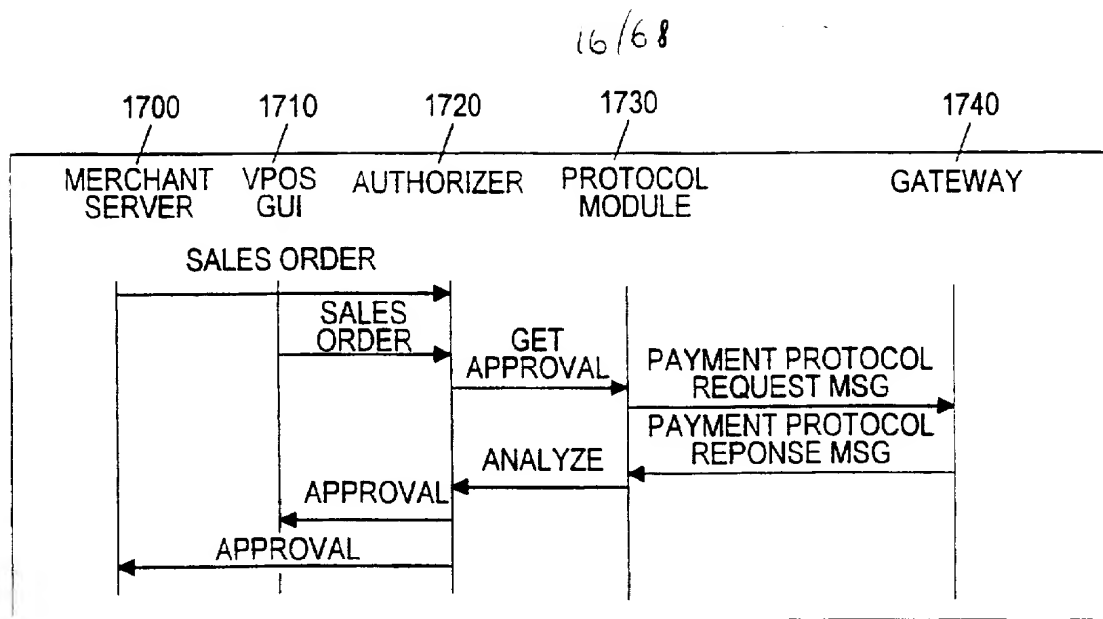 16/68
1700 1710 1720 1730 1740
MERCHANT SERVER
VPOS GUI
AUTHORIZER
PROTOCOL MODULE
GATEWAY
SALES ORDER
SALES
ORDER
GET
APPROVAL
PAYMENT PROTOCOL
REQUEST MSG
PAYMENT PROTOCOL
REPONSE MSG
ANALYZE
APPROVAL
APPROVAL